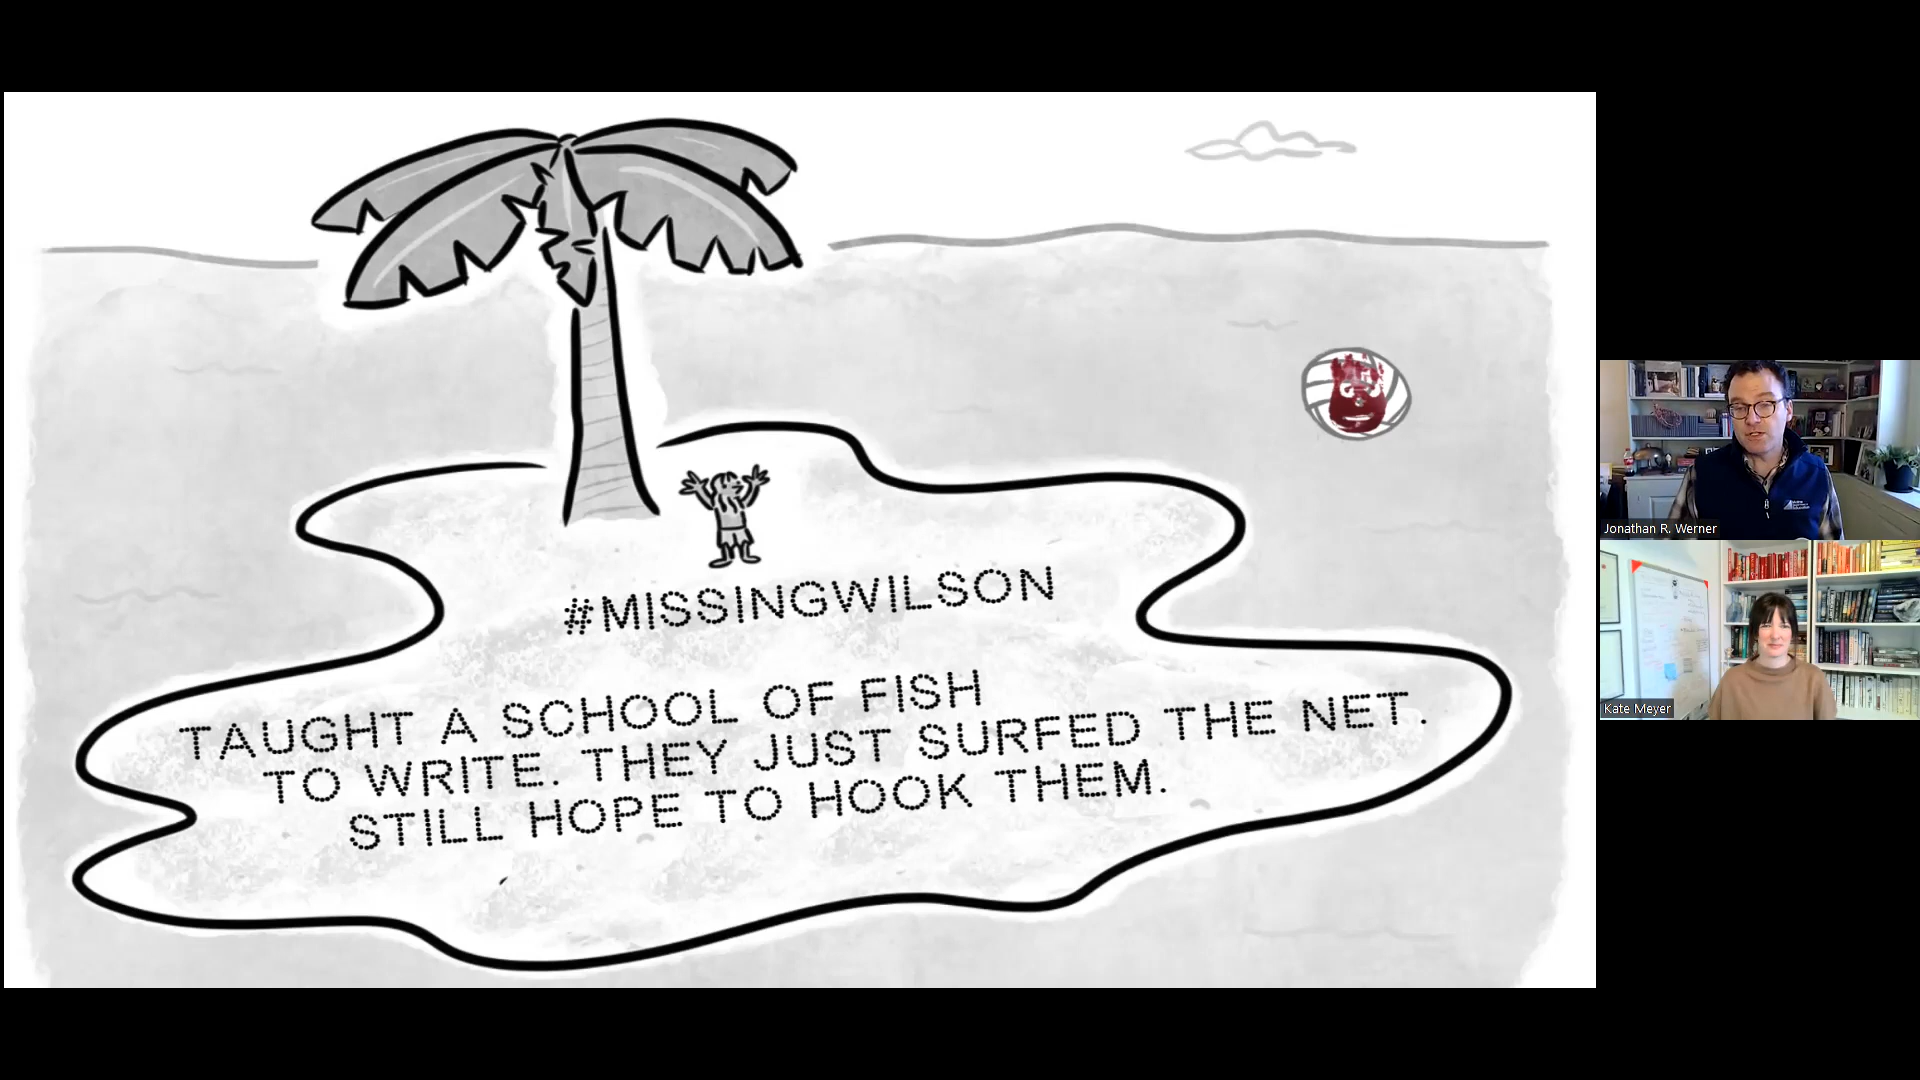 #MISSINGWILSON
TAUGHT A SCHOOL OF FISH
TO WRITE. THEY JUST SURFED THE NET.
STILL HOPE TO HOOK THEM.
Jonathan R. Werner
Kate Meyer